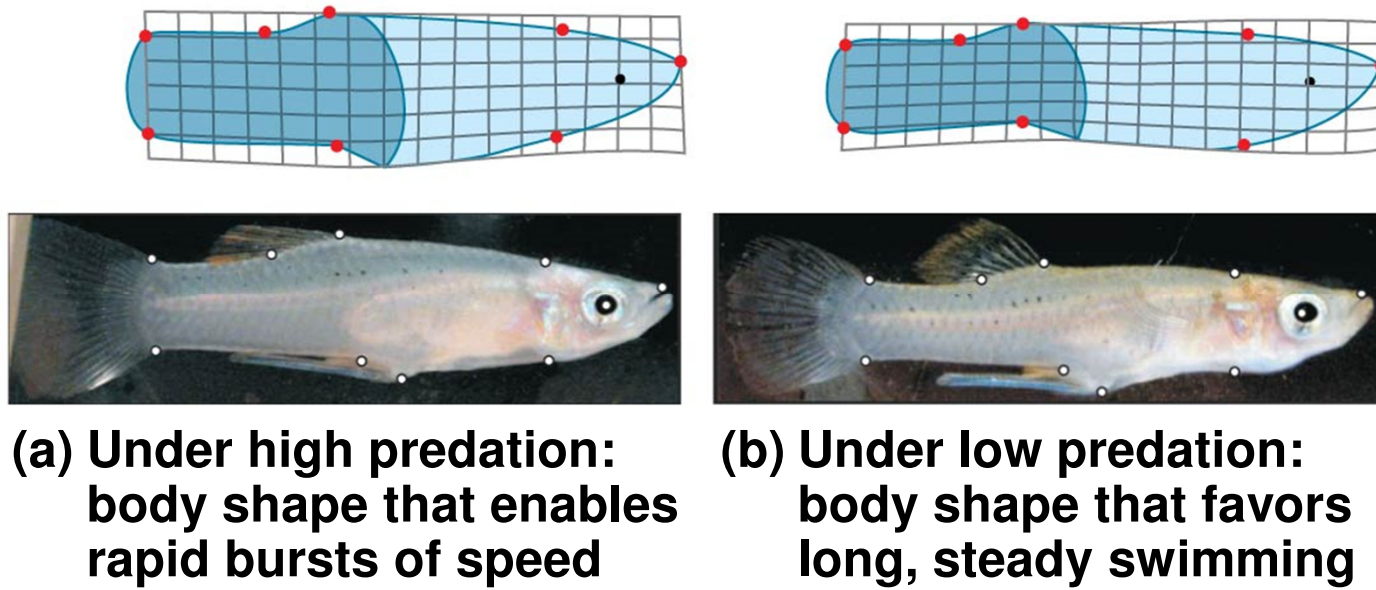 (a) Under high predation:
body shape that enables
rapid bursts of speed
(b) Under low predation:
body shape that favors
long, steady swimming